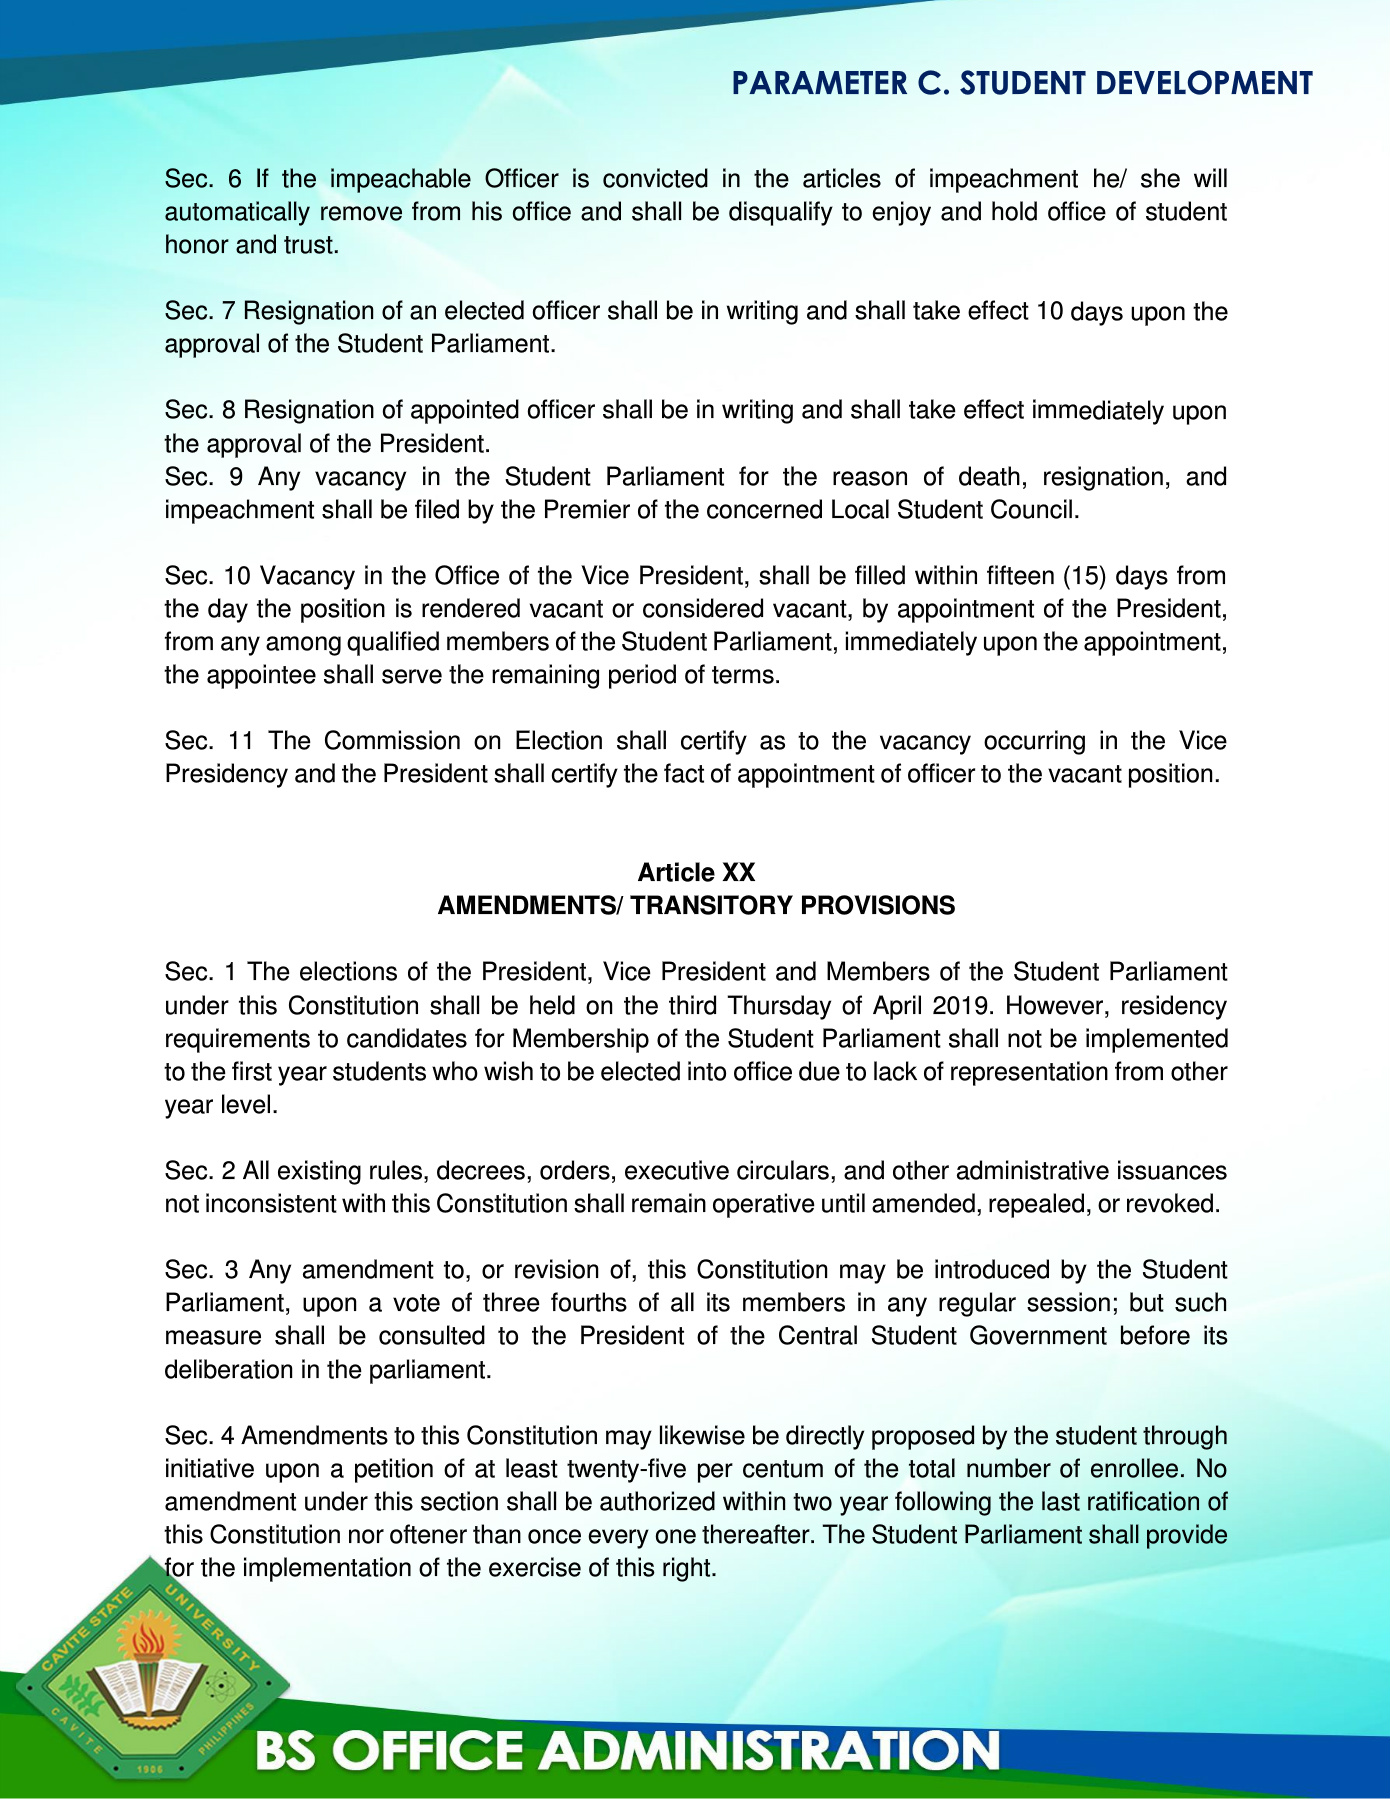 PARAMETER C. STUDENT DEVELOPMENT
Sec. 6 If the impeachable Officer is convicted in the articles of impeachment he/ she will
automatically remove from his office and shall be disqualify to enjoy and hold office of student
honor and trust.
Sec. 7 Resignation of an elected officer shall be in writing and shall take effect 10 days upon the
approval of the Student Parliament.
Sec. 8 Resignation of appointed officer shall be in writing and shall take effect immediately upon
the approval of the President.
Sec. 9 Any vacancy in the Student Parliament for the reason of death, resignation, and
impeachment shall be filed by the Premier of the concerned Local Student Council.
Sec. 10 Vacancy in the Office of the Vice President, shall be filled within fifteen (15) days from
the day the position is rendered vacant or considered vacant, by appointment of the President,
from any among qualified members of the Student Parliament, immediately upon the appointment,
the appointee shall serve the remaining period of terms.
Sec. 11 The Commission on Election shall certify as to the vacancy occurring in the Vice
Presidency and the President shall certify the fact of appointment of officer to the vacant position.
Article XX
AMENDMENTS/ TRANSITORY PROVISIONS
Sec. 1 The elections of the President, Vice President and Members of the Student Parliament
under this Constitution shall be held on the third Thursday of April 2019. However, residency
requirements to candidates for Membership of the Student Parliament shall not be implemented
to the first year students who wish to be elected into office due to lack of representation from other
year level.
Sec. 2 All existing rules, decrees, orders, executive circulars, and other administrative issuances
not inconsistent with this Constitution shall remain operative until amended, repealed, or revoked.
Sec. 3 Any amendment to, or revision of, this Constitution may be introduced by the Student
Parliament, upon a vote of three fourths of all its members in any regular session; but such
measure shall be consulted to the President of the Central Student Government before its
deliberation in the parliament.
Sec. 4 Amendments to this Constitution may likewise be directly proposed by the student through
initiative upon a petition of at least twenty-five per centum of the total number of enrollee. No
amendment under this section shall be authorized within two year following the last ratification of
this Constitution nor oftener than once every one thereafter. The Student Parliament shall provide
for the implementation of the exercise of this right.
CAVITE STATE UNIVERSITY
CAVITE PHILIPPINES
1906
BS OFFICE ADMINISTRATION